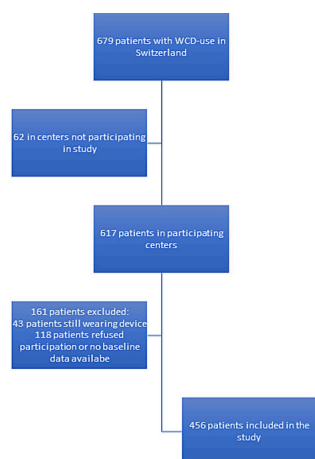 679 patients with WCD-use in
Switzerland
62 in centers not participating
in study
617 patients in participating
centers
161 patients excluded:
43 patients still wearing device
118 patients refused
participation or no baseline
data availabe
456 patients included in the
study